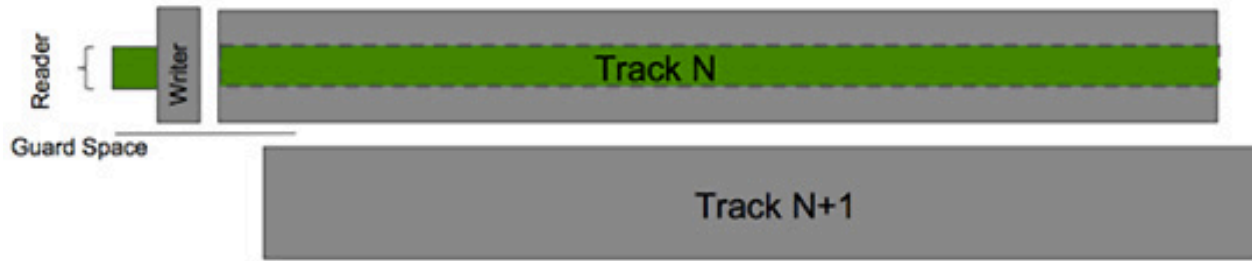 Reader
Writer
Track N
Guard Space
Track N+1